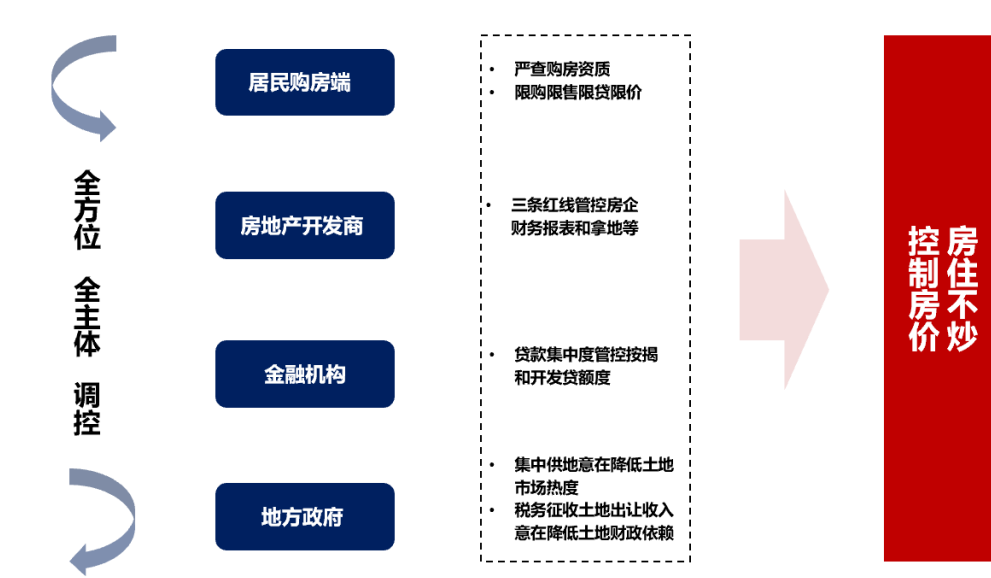 全方位 全主体 调控
居民购房端
• 严查购房资质
• 限购限售限贷限价
房地产开发商
• 三条红线管控房企
财务报表和拿地等
金融机构
• 贷款集中度管控按揭
和开发贷额度
地方政府
• 集中供地意在降低土地
市场热度
• 税务征收土地出让收入
意在降低土地财政依赖
房住不炒
控制房价